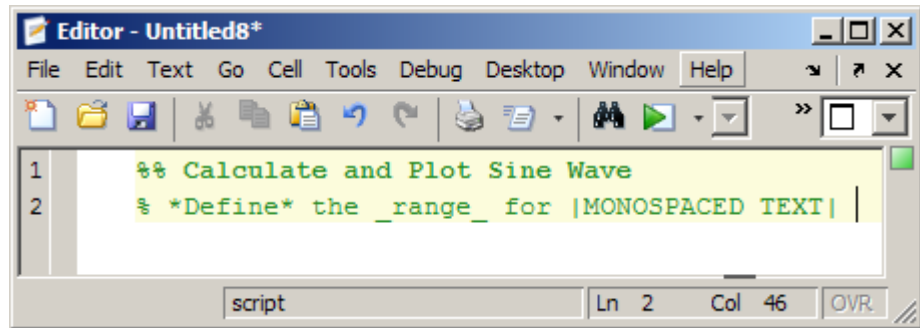 Editor - Untitled8*
File Edit Text Go Cell Tools Debug Desktop Window Help
1 %% Calculate and Plot Sine Wave
2 % *Define* the _range_ for |MONOSPACED TEXT|
script Ln 2 Col 46 OVR